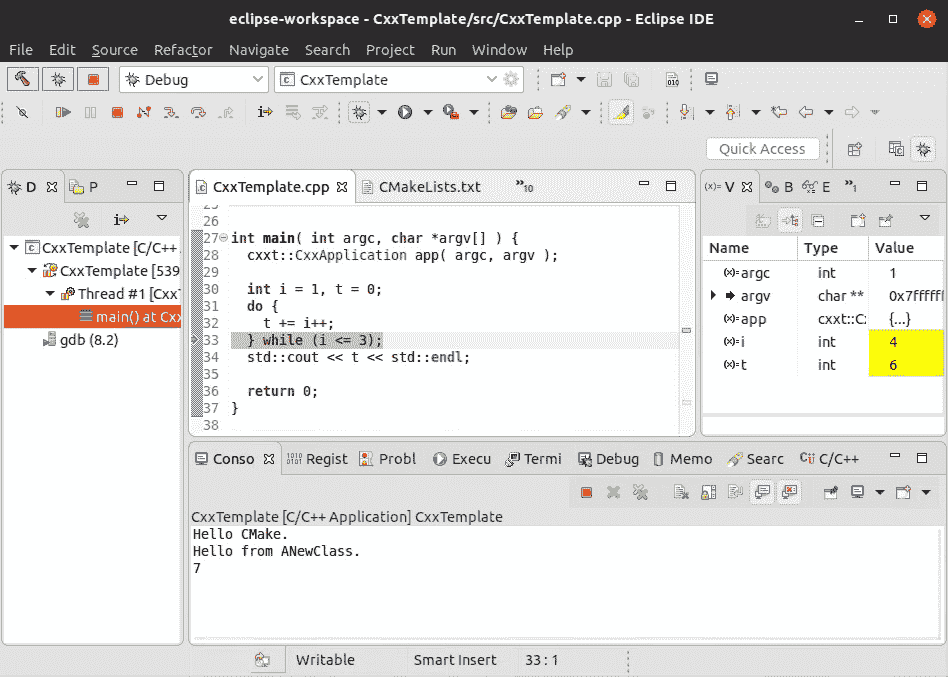 eclipse-workspace - CxxTemplate/src/CxxTemplate.cpp - Eclipse IDE
File Edit Source Refactor Navigate Search Project Run Window Help
Debug CxxTemplate
Quick Access
D P
CxxTemplate.cpp CMakeLists.txt »10
(x)= V B E »1
CxxTemplate [C/C++
CxxTemplate [539
Thread #1 [Cxx
main() at Cxx
gdb (8.2)
26
27 int main( int argc, char *argv[] ) {
28 cxxt::CxxApplication app( argc, argv );
29
30 int i = 1, t = 0;
31 do {
32 t += i++;
33 } while (i <= 3);
34 std::cout << t << std::endl;
35
36 return 0;
37 }
38
Name Type Value
(x)= argc int 1
argv char ** 0x7ffffff
(x)= app cxxt::C {...}
(x)= i int 4
(x)= t int 6
Conso Regist Probl Execu Termi Debug Memo Searc C/C++
CxxTemplate [C/C++ Application] CxxTemplate
Hello CMake.
Hello from ANewClass.
7
Writable Smart Insert 33 : 1